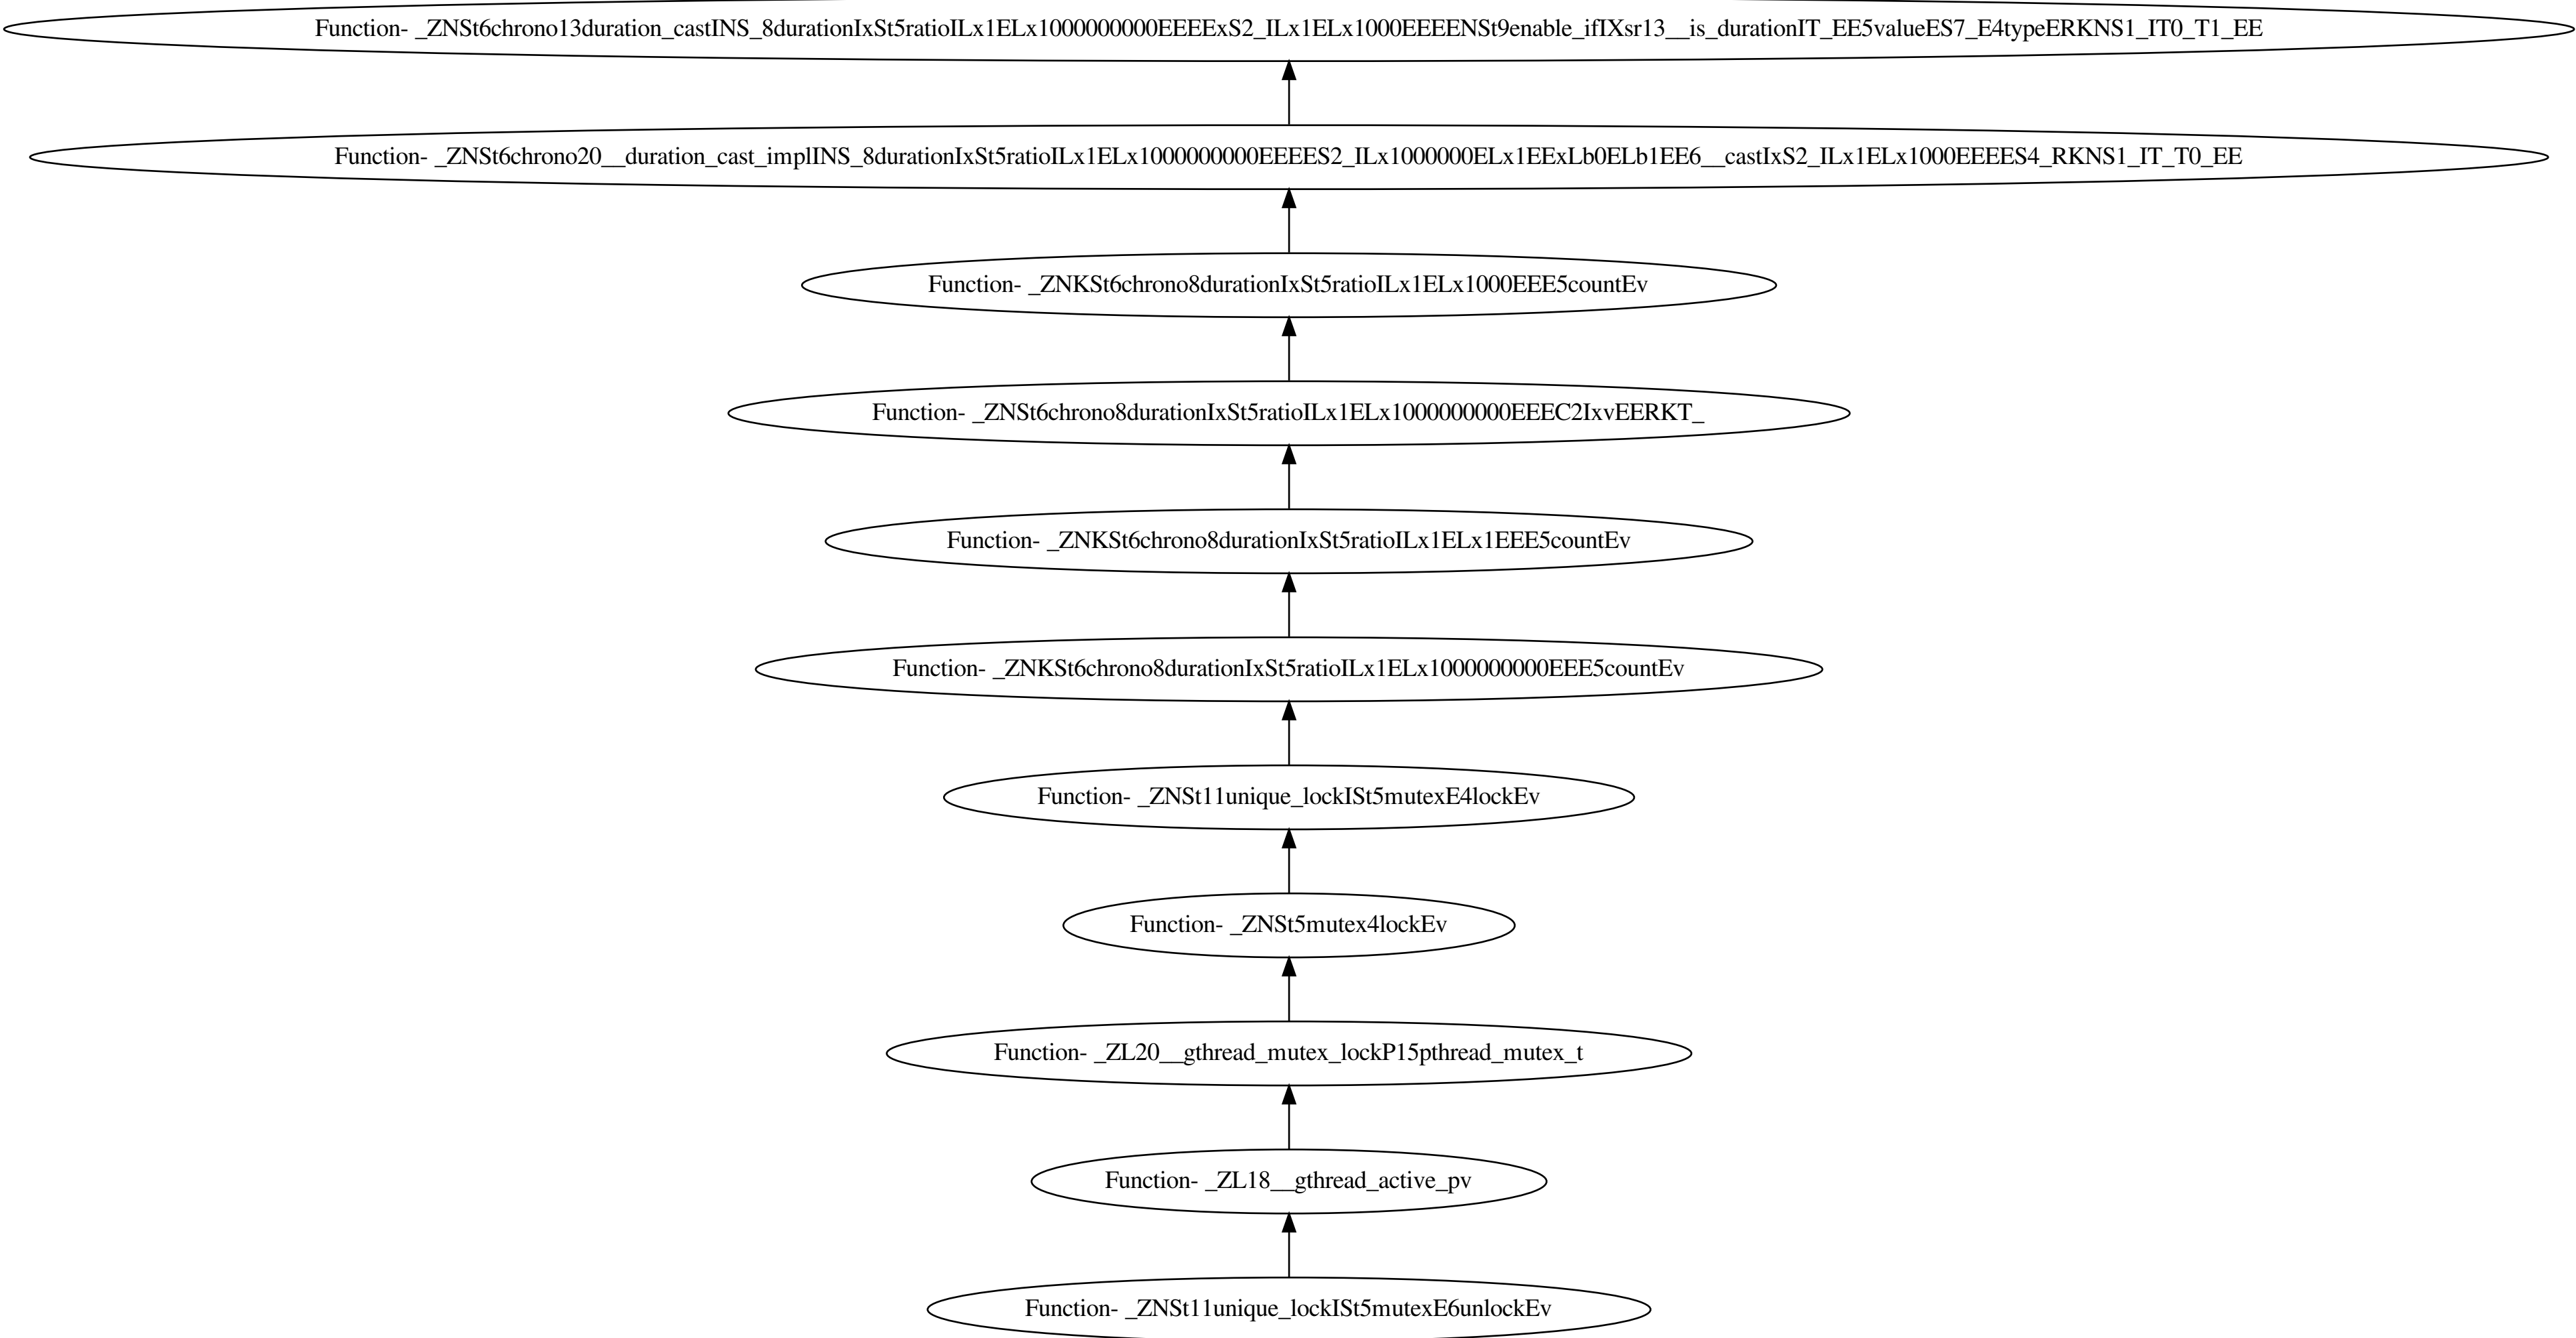 Function- _ZNSt6chrono13duration_castINS_8durationIxSt5ratioILx1ELx1000000000EEEExS2_ILx1ELx1000EEEENSt9enable_ifIXsr13__is_durationIT_EE5valueES7_E4typeERKNS1_IT0_T1_EE
Function- _ZNSt6chrono20__duration_cast_implINS_8durationIxSt5ratioILx1ELx1000000000EEEES2_ILx1000000ELx1EExLb0ELb1EE6__castIxS2_ILx1ELx1000EEEES4_RKNS1_IT_T0_EE
Function- _ZNKSt6chrono8durationIxSt5ratioILx1ELx1000EEE5countEv
Function- _ZNSt6chrono8durationIxSt5ratioILx1ELx1000000000EEEC2IxvEERKT_
Function- _ZNKSt6chrono8durationIxSt5ratioILx1ELx1EEE5countEv
Function- _ZNKSt6chrono8durationIxSt5ratioILx1ELx1000000000EEE5countEv
Function- _ZNSt11unique_lockISt5mutexE4lockEv
Function- _ZNSt5mutex4lockEv
Function- _ZL20__gthread_mutex_lockP15pthread_mutex_t
Function- _ZL18__gthread_active_pv
Function- _ZNSt11unique_lockISt5mutexE6unlockEv